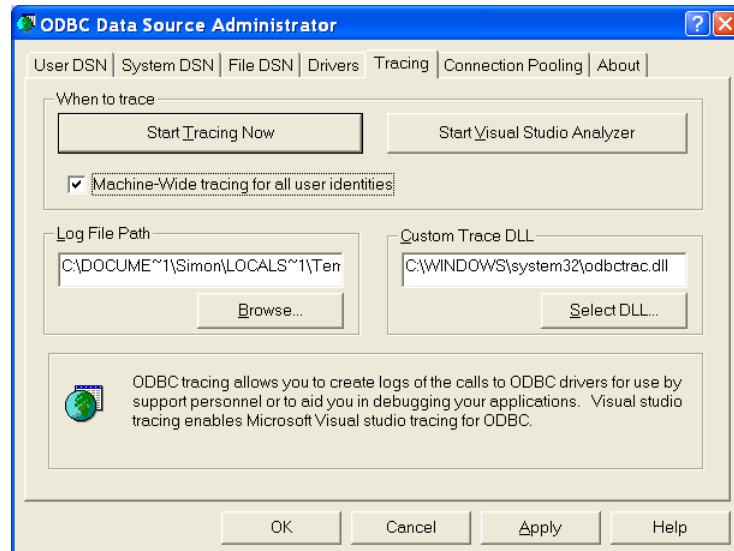 ODBC Data Source Administrator
User DSN System DSN File DSN Drivers Tracing Connection Pooling About
When to trace
Start Tracing Now Start Visual Studio Analyzer
Machine-Wide tracing for all user identities
Log File Path Custom Trace DLL
C:\DOCUME~1\Simon\LOCALS~1\Tem C:\WINDOWS\system32\odbctrac.dll
Browse... Select DLL...
ODBC tracing allows you to create logs of the calls to ODBC drivers for use by
support personnel or to aid you in debugging your applications. Visual studio
tracing enables Microsoft Visual studio tracing for ODBC.
OK Cancel Apply Help